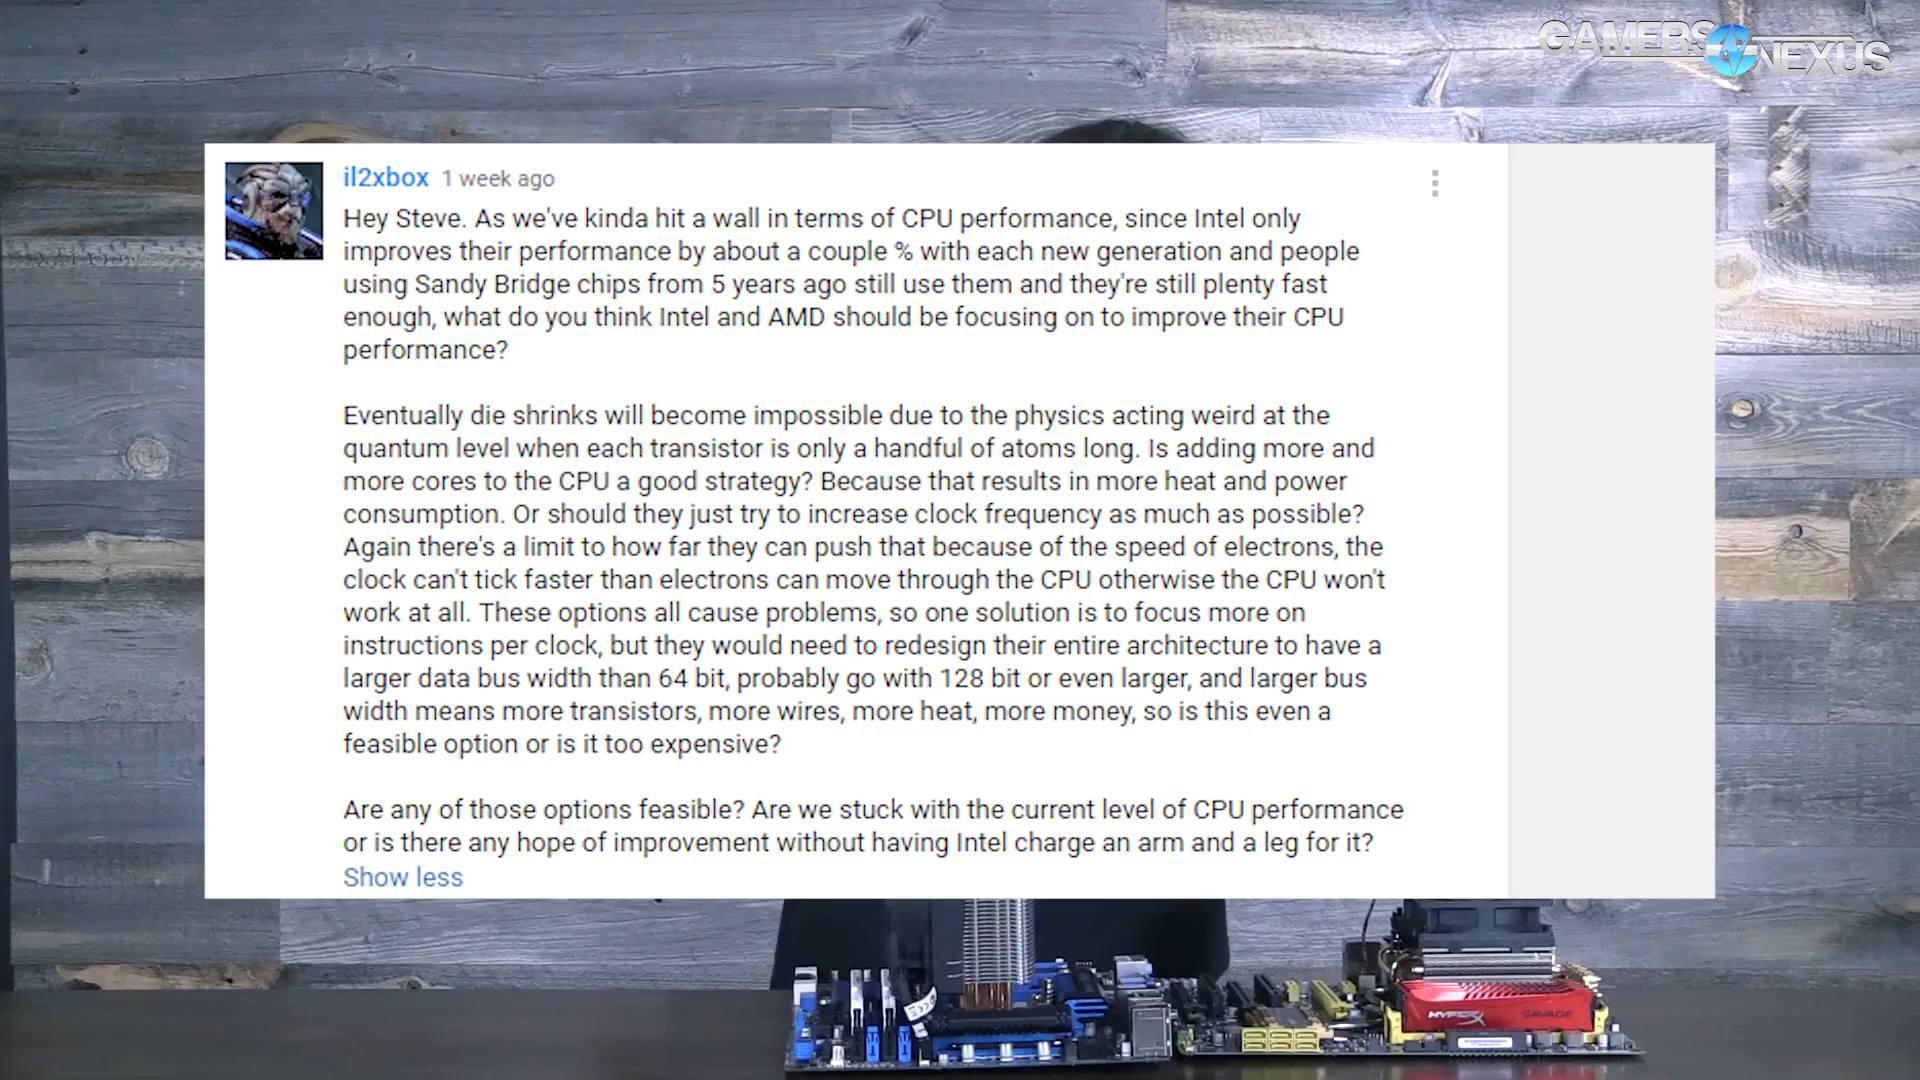 GAMERS NEXUS
il2xbox 1 week ago
Hey Steve. As we've kinda hit a wall in terms of CPU performance, since Intel only
improves their performance by about a couple % with each new generation and people
using Sandy Bridge chips from 5 years ago still use them and they're still plenty fast
enough, what do you think Intel and AMD should be focusing on to improve their CPU
performance?
Eventually die shrinks will become impossible due to the physics acting weird at the
quantum level when each transistor is only a handful of atoms long. Is adding more and
more cores to the CPU a good strategy? Because that results in more heat and power
consumption. Or should they just try to increase clock frequency as much as possible?
Again there's a limit to how far they can push that because of the speed of electrons, the
clock can't tick faster than electrons can move through the CPU otherwise the CPU won't
work at all. These options all cause problems, so one solution is to focus more on
instructions per clock, but they would need to redesign their entire architecture to have a
larger data bus width than 64 bit, probably go with 128 bit or even larger, and larger bus
width means more transistors, more wires, more heat, more money, so is this even a
feasible option or is it too expensive?
Are any of those options feasible? Are we stuck with the current level of CPU performance
or is there any hope of improvement without having Intel charge an arm and a leg for it?
Show less
HYPERX SAVAGE